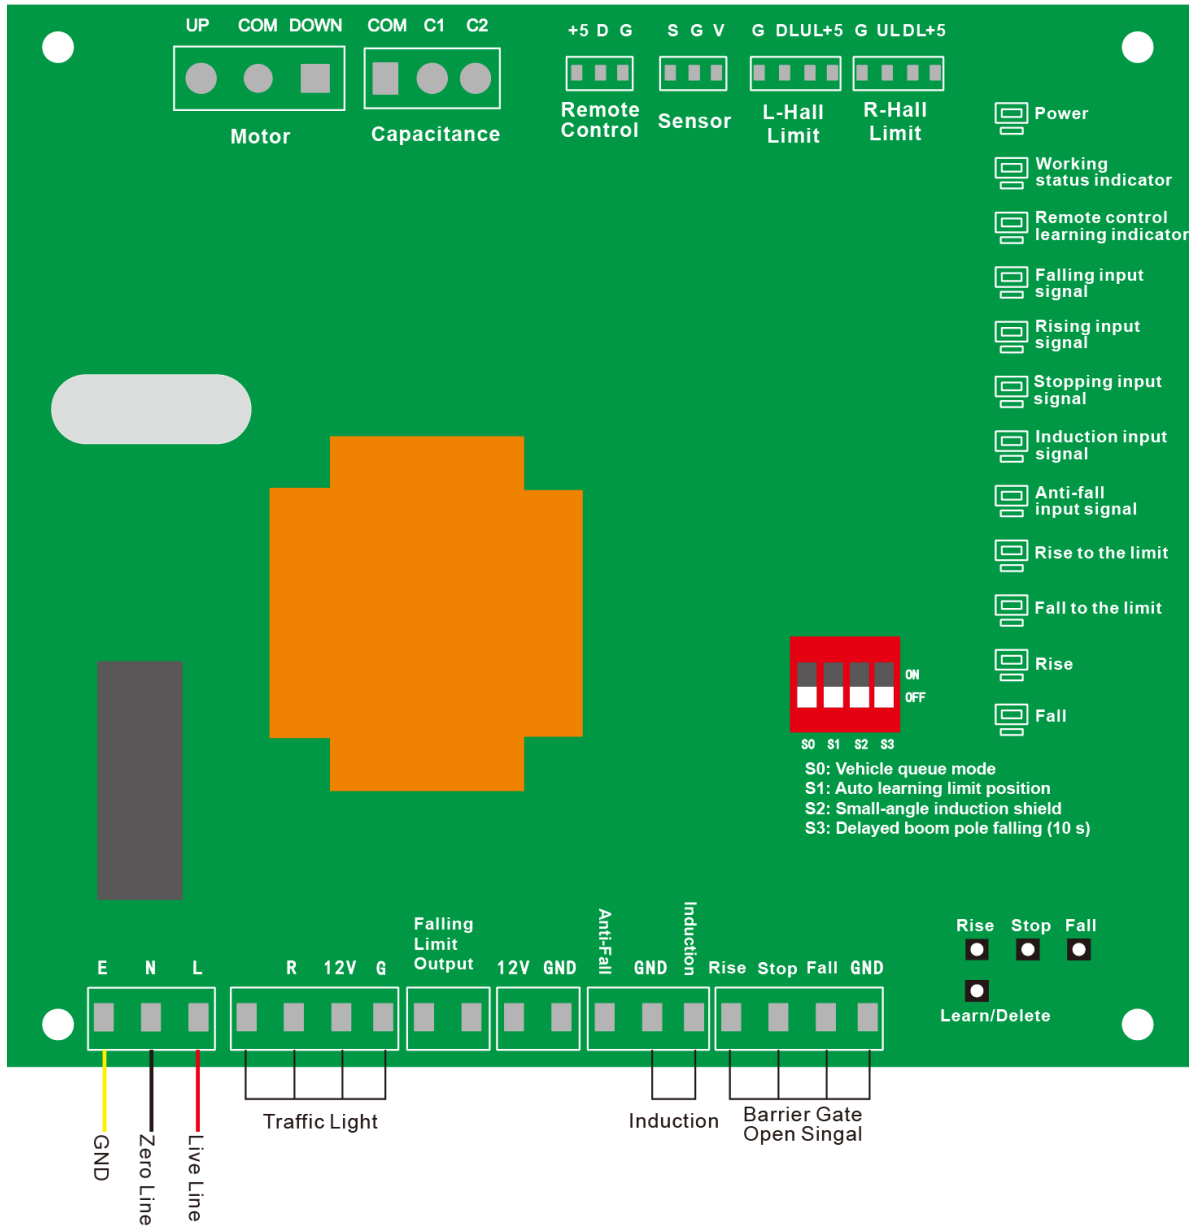 UP COM DOWN
Motor
COM C1 C2
Capacitance
+5 D G
Remote
Control
S G V
Sensor
G DL UL +5
L-Hall
Limit
G UL DL +5
R-Hall
Limit
Power
Working
status indicator
Remote control
learning indicator
Falling input
signal
Rising input
signal
Stopping input
signal
Induction input
signal
Anti-fall
input signal
Rise to the limit
Fall to the limit
Rise
Fall
ON
OFF
S0 S1 S2 S3
S0: Vehicle queue mode
S1: Auto learning limit position
S2: Small-angle induction shield
S3: Delayed boom pole falling (10 s)
Rise Stop Fall
Learn/Delete
E N L
R 12V G
Falling
Limit
Output
12V GND
Anti-Fall
GND
Induction
Rise Stop Fall GND
GND
Zero Line
Live Line
Traffic Light
Induction
Barrier Gate
Open Singal